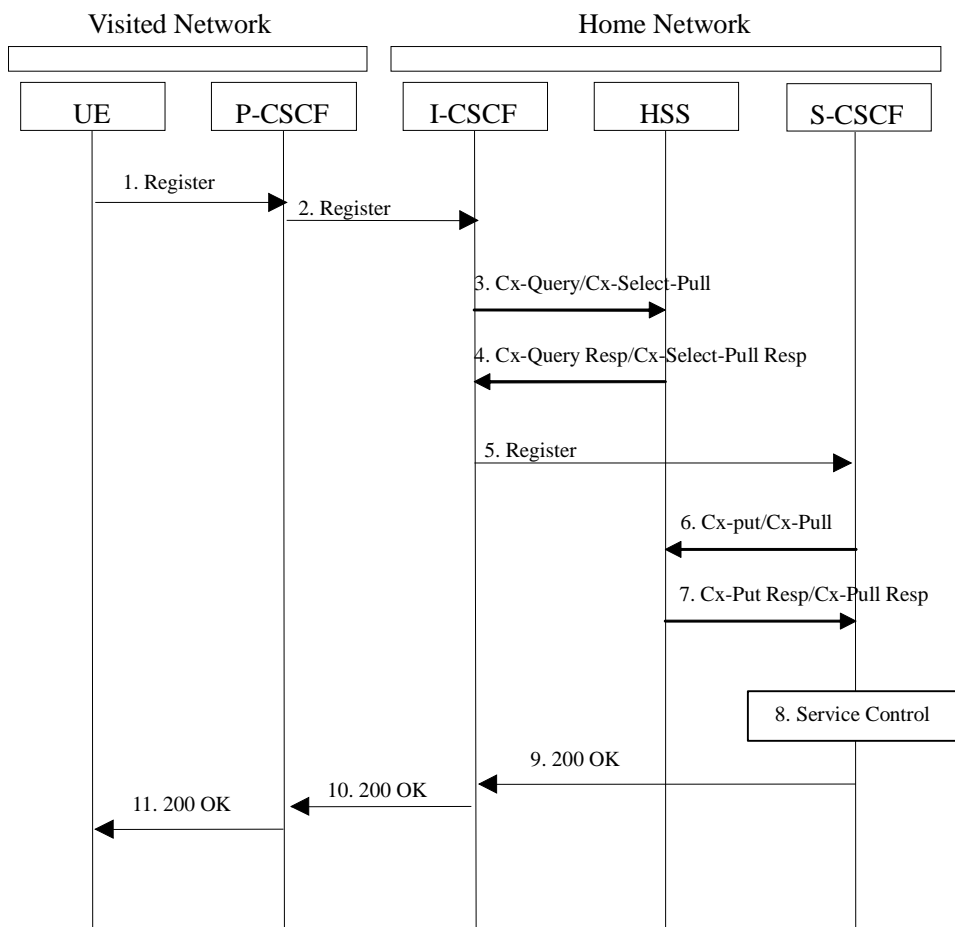 Visited Network
Home Network
UE
P-CSCF
I-CSCF
HSS
S-CSCF
1. Register
2. Register
3. Cx-Query/Cx-Select-Pull
4. Cx-Query Resp/Cx-Select-Pull Resp
5. Register
6. Cx-put/Cx-Pull
7. Cx-Put Resp/Cx-Pull Resp
8. Service Control
9. 200 OK
10. 200 OK
11. 200 OK